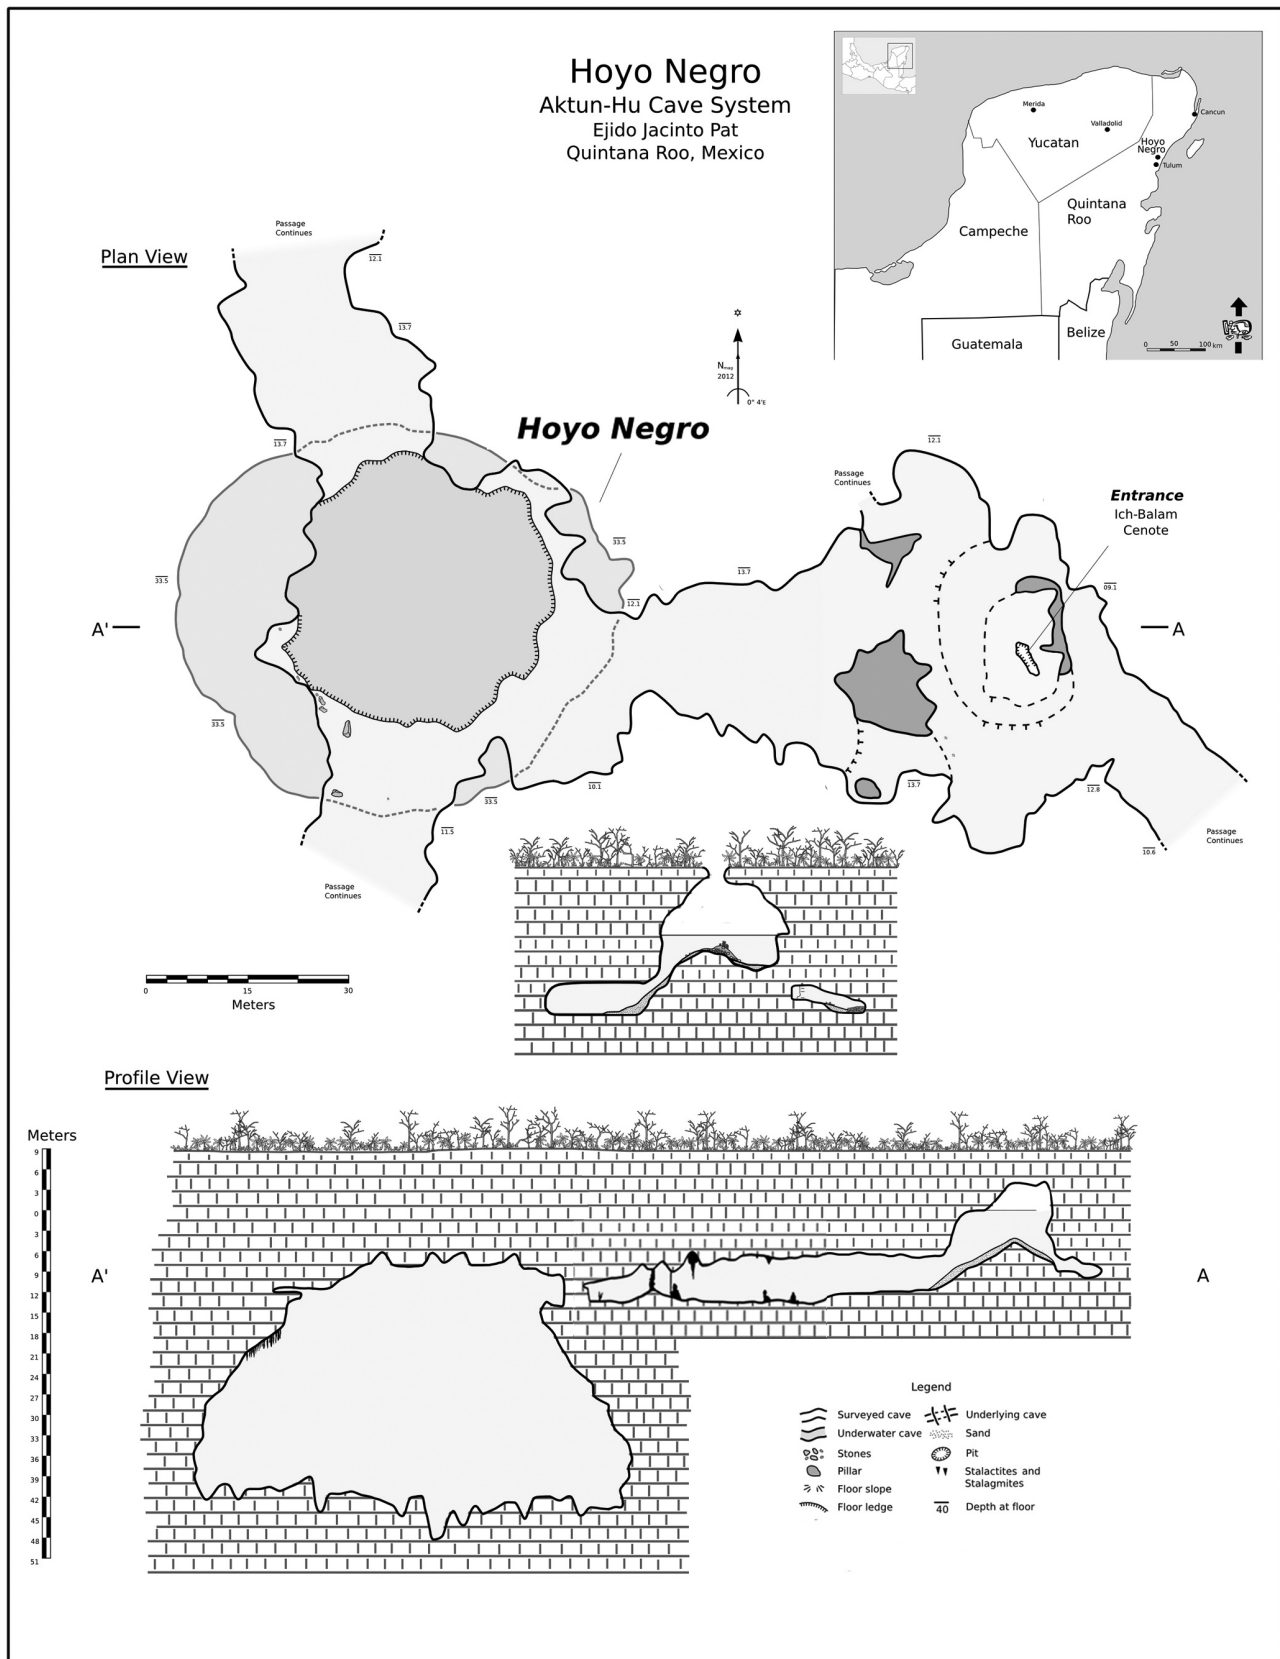 Hoyo Negro
Aktun-Hu Cave System
Ejido Jacinto Pat
Quintana Roo, Mexico
Merida
Valladolid
Cancun
Yucatan
Hoyo
Negro
Tulum
Quintana
Roo
Campeche
Guatemala
Belize
0 50 100 km
Plan View
Passage
Continues
12.1
13.7
N mag
2012
0° 4'E
Hoyo Negro
13.7
12.1
Passage
Continues
Entrance
Ich-Balam
Cenote
33.5
33.5
13.7
09.1
12.1
A'
A
33.5
10.1
13.7
12.8
33.5
11.5
10.6
Passage
Continues
Passage
Continues
0 15 30
Meters
Profile View
Meters
9
6
3
0
3
6
9
12
15
18
21
24
27
30
33
36
39
42
45
48
51
A'
A
Legend
Surveyed cave
Underlying cave
Underwater cave
Sand
Stones
Pit
Pillar
Stalactites and
Stalagmites
Floor slope
Floor ledge
40
Depth at floor